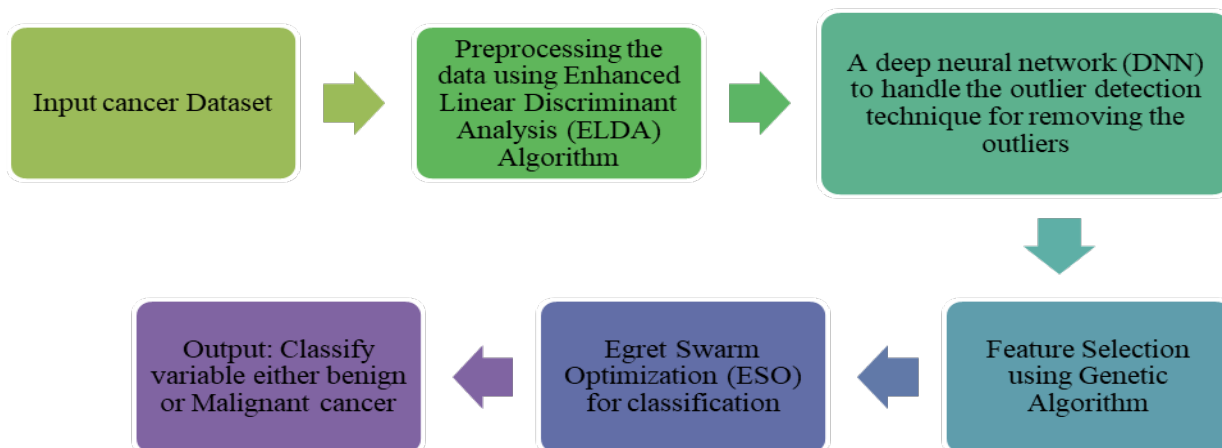 Input cancer Dataset
Preprocessing the
data using Enhanced
Linear Discriminant
Analysis (ELDA)
Algorithm
A deep neural network (DNN)
to handle the outlier detection
technique for removing the
outliers
Feature Selection
using Genetic
Algorithm
Egret Swarm
Optimization (ESO)
for classification
Output: Classify
variable either benign
or Malignant cancer